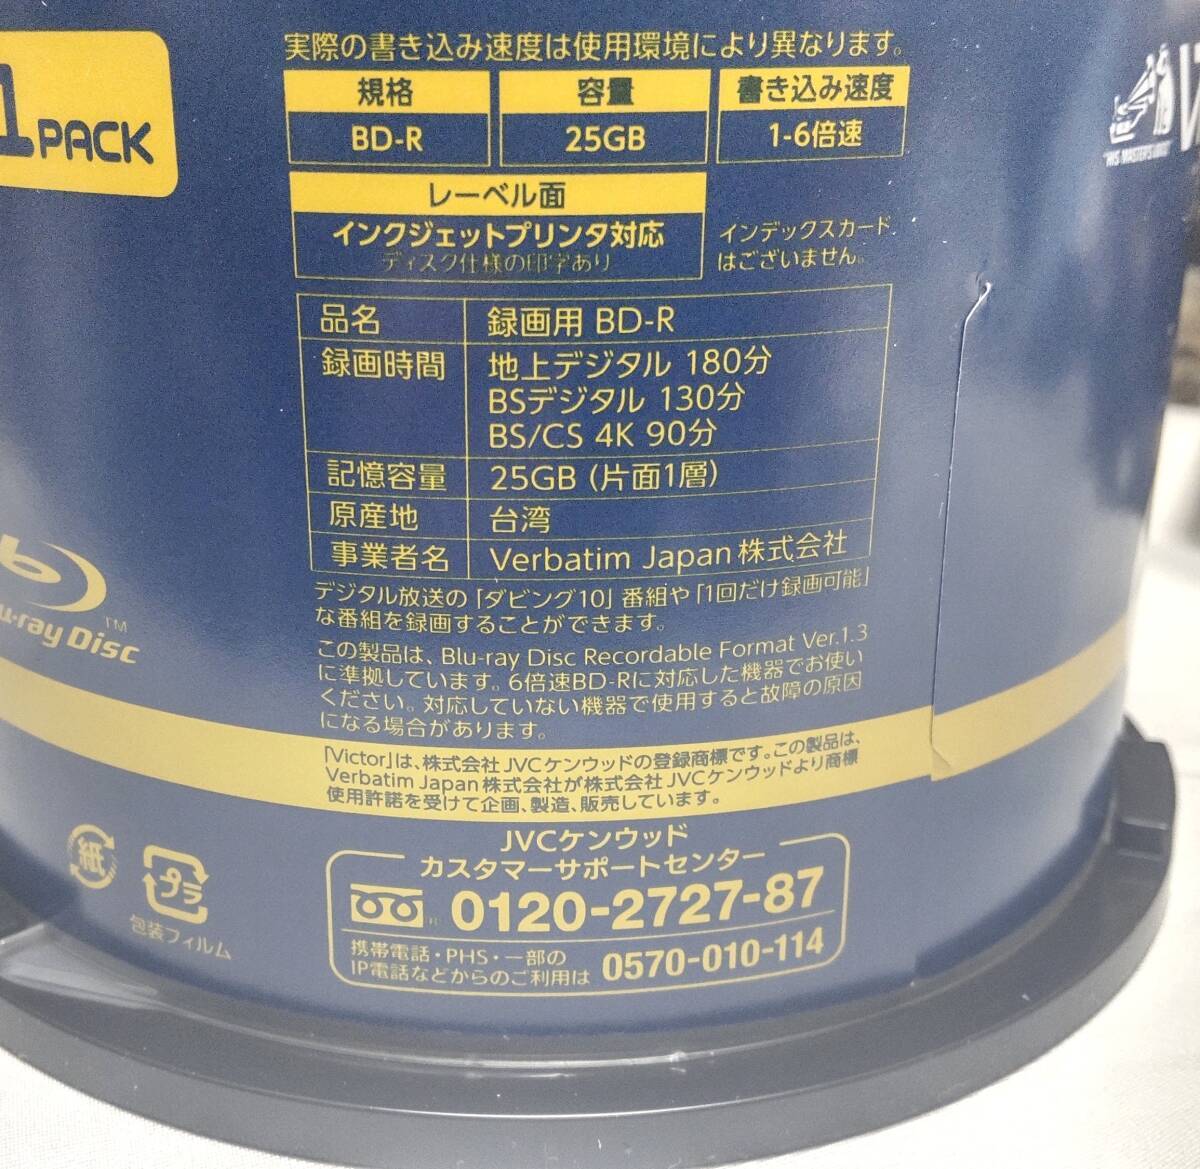 実際の書き込み速度は使用環境により異なります。
規格
BD-R
容量
25GB
書き込み速度
1-6倍速
1PACK
レーベル面
インクジェットプリンタ対応
ディスク仕様の印字あり
インデックスカード
はございません。
"HIS MASTER'S VOICE"
品名 録画用 BD-R
録画時間 地上デジタル 180分
BSデジタル 130分
BS/CS 4K 90分
記憶容量 25GB (片面1層)
原産地 台湾
事業者名 Verbatim Japan 株式会社
デジタル放送の「ダビング10」番組や「1回だけ録画可能」
な番組を録画することができます。
この製品は、Blu-ray Disc Recordable Format Ver.1.3
に準拠しています。6倍速BD-Rに対応した機器でお使い
ください。対応していない機器で使用すると故障の原因
になる場合があります。
「Victor」は、株式会社 JVCケンウッドの登録商標です。この製品は、
Verbatim Japan 株式会社が株式会社 JVCケンウッドより商標
使用許諾を受けて企画、製造、販売しています。
u-ray Disc
TM
紙
プラ
包装フィルム
JVCケンウッド
カスタマーサポートセンター
0120-2727-87
携帯電話・PHS・一部の
IP電話などからのご利用は 0570-010-114